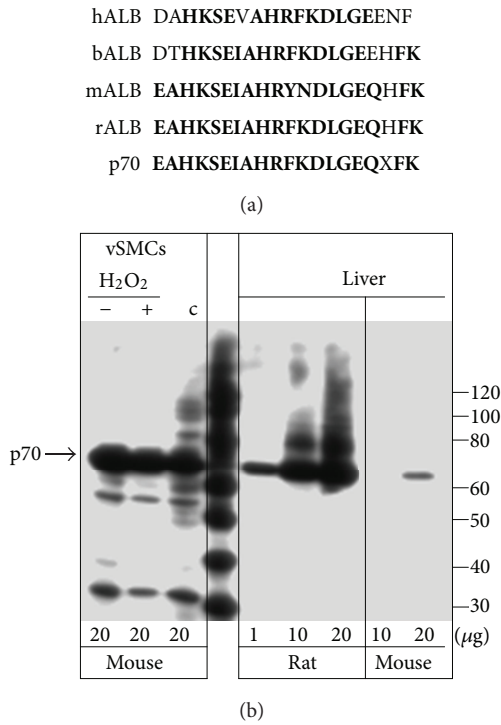 hALB DAHKSEVAHRFKDLGEENF
bALB DTHKSEIAHRFKDLGEEHFK
mALB EAHKSEIAHRYNDLGEQHFK
rALB EAHKSEIAHRFKDLGEQHFK
p70 EAHKSEIAHRFKDLGEQXFK
(a)
vSMCs
H₂O₂ Liver
− + c
120
100
80
p70
60
50
40
30
20 20 20 1 10 20 10 20 (μg)
Mouse Rat Mouse
(b)